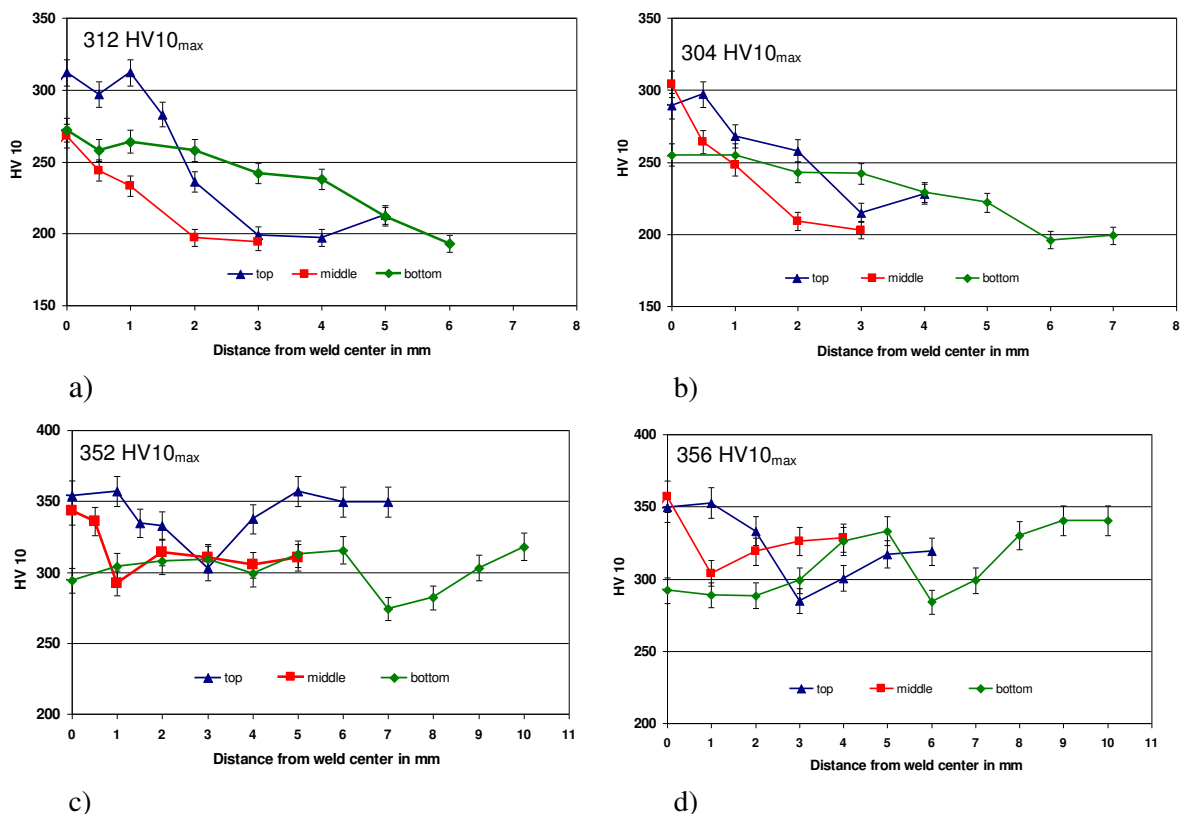 312 HV10max
350
300
250
200
150
HV 10
0 1 2 3 4 5 6 7 8
top middle bottom
Distance from weld center in mm
a)
304 HV10max
350
300
250
200
150
HV 10
0 1 2 3 4 5 6 7 8
top middle bottom
Distance from weld center in mm
b)
352 HV10max
400
350
300
250
200
HV 10
0 1 2 3 4 5 6 7 8 9 10 11
top middle bottom
Distance from weld center in mm
c)
356 HV10max
400
350
300
250
200
HV 10
0 1 2 3 4 5 6 7 8 9 10 11
top middle bottom
Distance from weld center in mm
d)